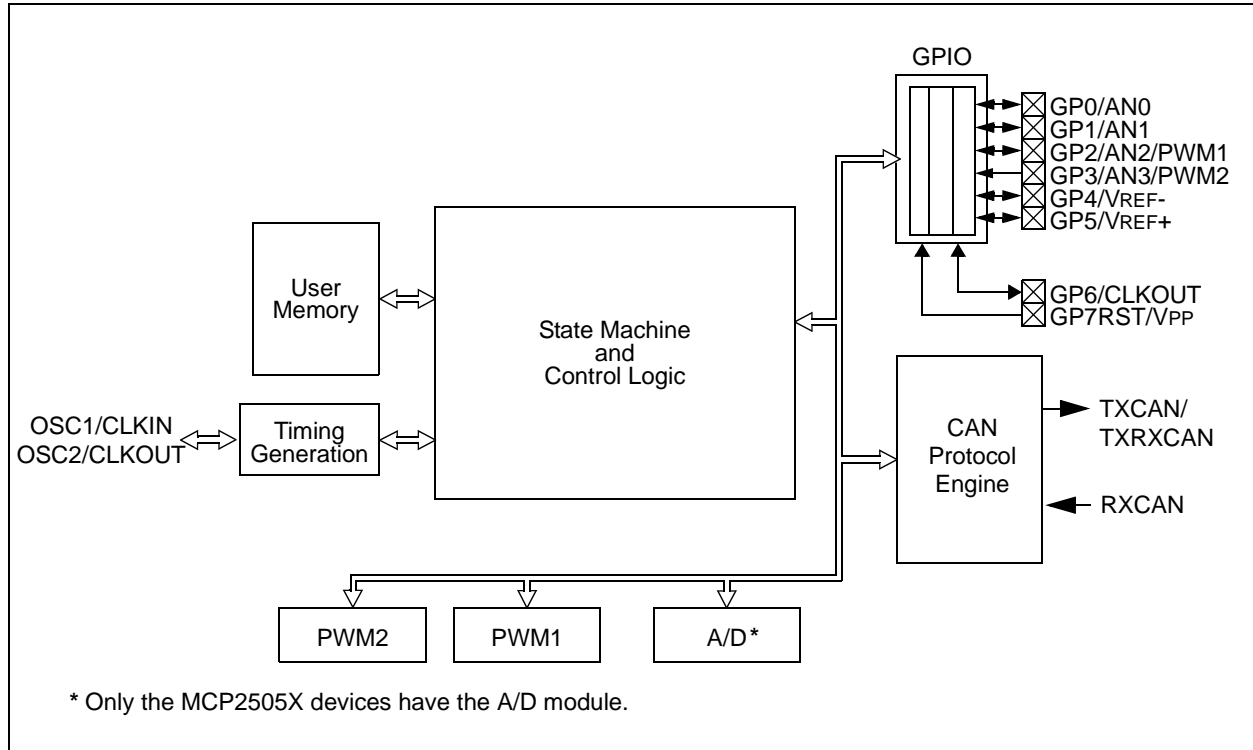 GPIO
GP0/AN0
GP1/AN1
GP2/AN2/PWM1
GP3/AN3/PWM2
GP4/VREF-
GP5/VREF+
GP6/CLKOUT
GP7RST/VPP
User
Memory
State Machine
and
Control Logic
OSC1/CLKIN
OSC2/CLKOUT
Timing
Generation
CAN
Protocol
Engine
TXCAN/
TXRXCAN
RXCAN
PWM2
PWM1
A/D*
* Only the MCP2505X devices have the A/D module.